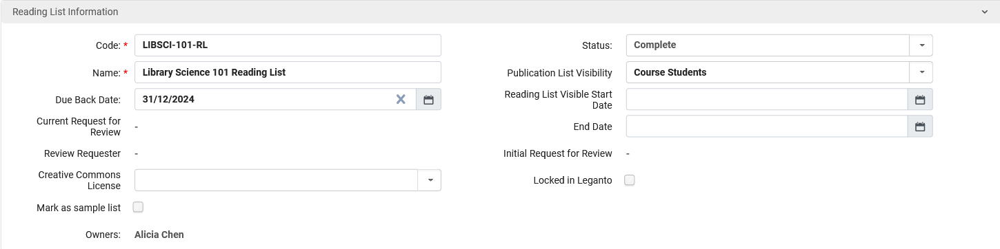 Reading List Information
Code: * LIBSCI-101-RL
Status: Complete
Name: * Library Science 101 Reading List
Publication List Visibility Course Students
Due Back Date: 31/12/2024
Reading List Visible Start
Date
Current Request for
Review -
End Date
Review Requester -
Initial Request for Review -
Creative Commons
License
Locked in Leganto
Mark as sample list
Owners: Alicia Chen